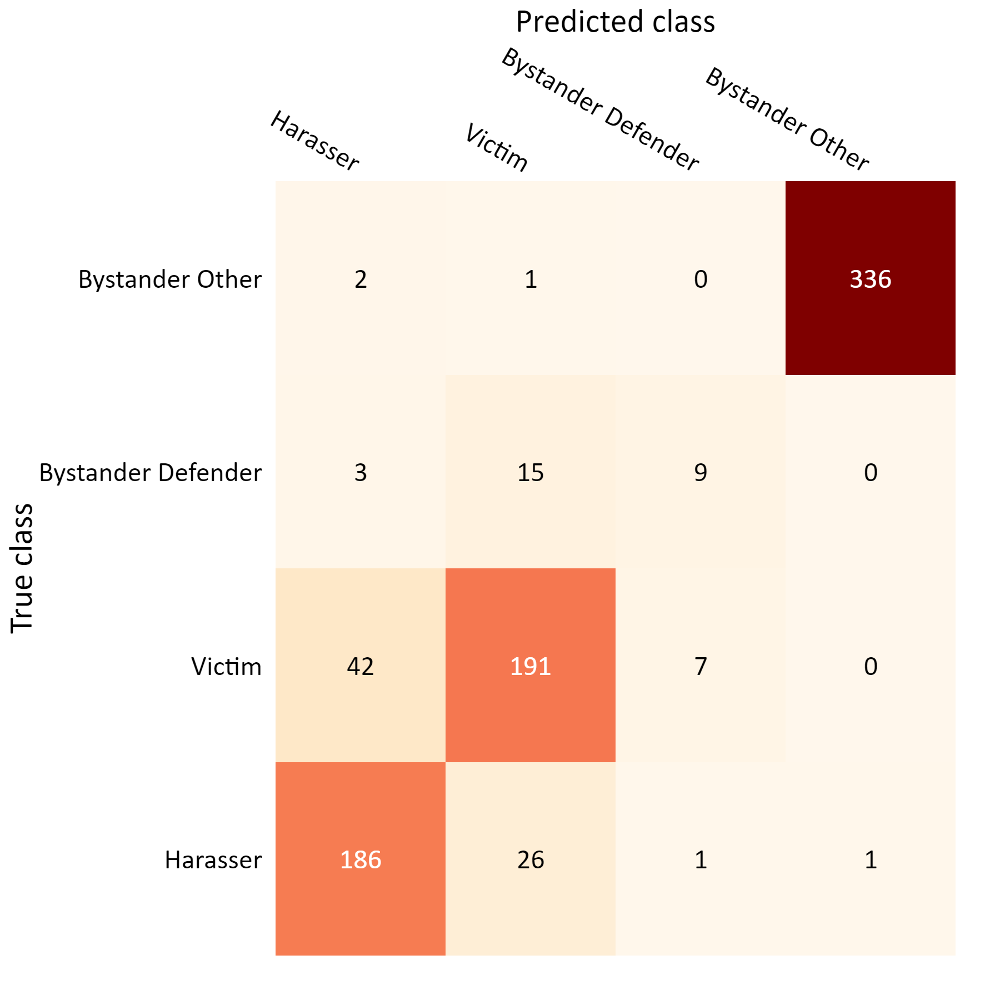 Predicted class
Harasser
Victim
Bystander Defender
Bystander Other
True class
Bystander Other 2 1 0 336
Bystander Defender 3 15 9 0
Victim 42 191 7 0
Harasser 186 26 1 1